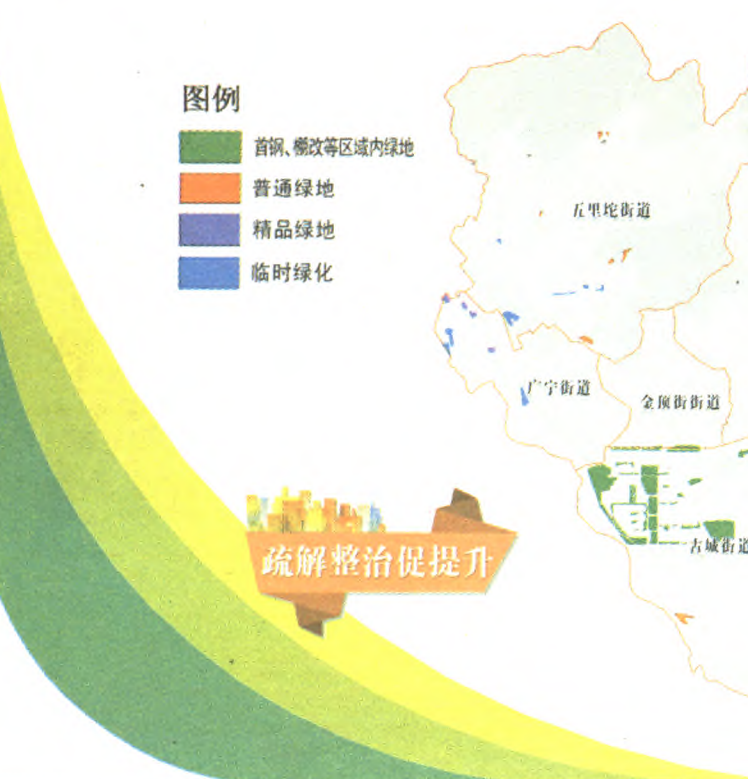 图例
首钢、棚改等区域内绿地
普通绿地
精品绿地
临时绿化
五里坨街道
广宁街道
金顶街街道
古城街道
疏解整治促提升